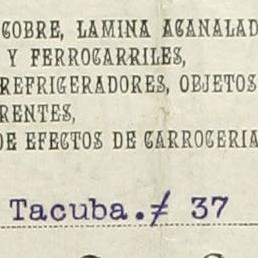 COBRE, LAMINA ACANALAD
Y FERROCARRILES,
REFRIGERADORES, OBJETOS
RENTES,
DE EFECTOS DE CARROCERIA
Tacuba.≠ 37